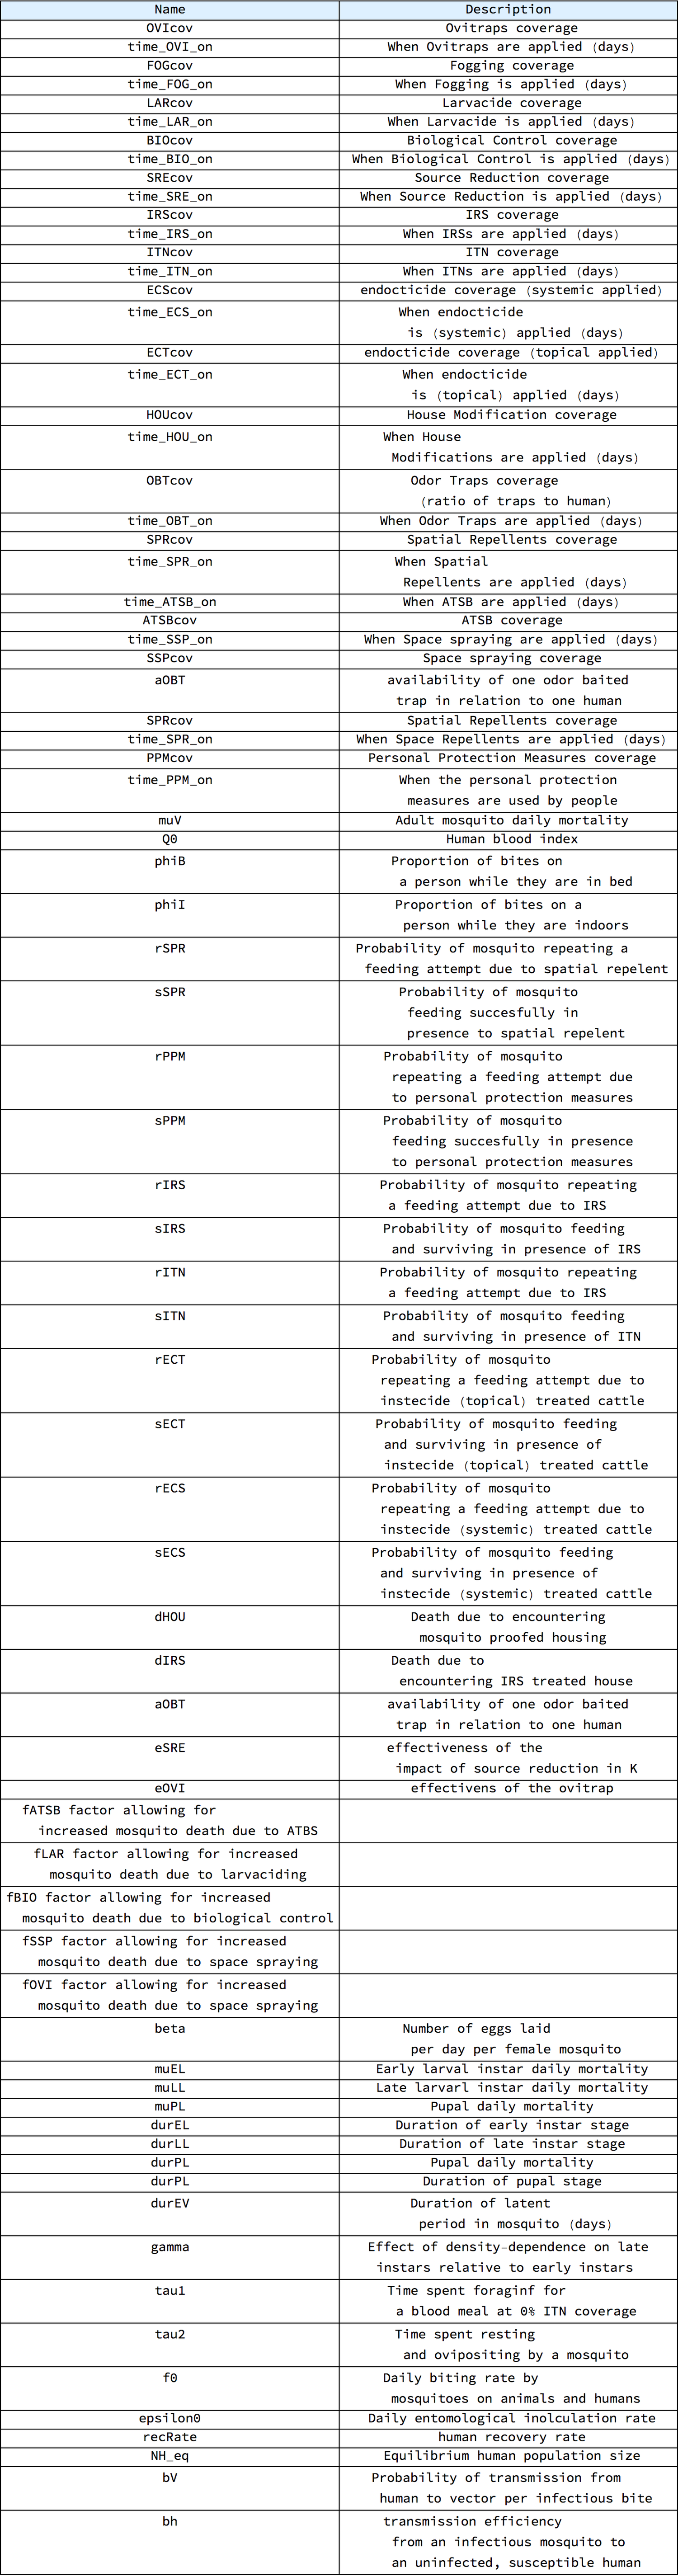 Name Description
OVIcov Ovitraps coverage
time_OVI_on When Ovitraps are applied (days)
FOGcov Fogging coverage
time_FOG_on When Fogging is applied (days)
LARcov Larvacide coverage
time_LAR_on When Larvacide is applied (days)
BIOcov Biological Control coverage
time_BIO_on When Biological Control is applied (days)
SREcov Source Reduction coverage
time_SRE_on When Source Reduction is applied (days)
IRScov IRS coverage
time_IRS_on When IRSs are applied (days)
ITNcov ITN coverage
time_ITN_on When ITNs are applied (days)
ECScov endocticide coverage (systemic applied)
time_ECS_on When endocticide
is (systemic) applied (days)
ECTcov endocticide coverage (topical applied)
time_ECT_on When endocticide
is (topical) applied (days)
HOUcov House Modification coverage
time_HOU_on When House
Modifications are applied (days)
OBTcov Odor Traps coverage
(ratio of traps to human)
time_OBT_on When Odor Traps are applied (days)
SPRcov Spatial Repellents coverage
time_SPR_on When Spatial
Repellents are applied (days)
time_ATSB_on When ATSB are applied (days)
ATSBcov ATSB coverage
time_SSP_on When Space spraying are applied (days)
SSPcov Space spraying coverage
aOBT availability of one odor baited
trap in relation to one human
SPRcov Spatial Repellents coverage
time_SPR_on When Space Repellents are applied (days)
PPMcov Personal Protection Measures coverage
time_PPM_on When the personal protection
measures are used by people
muV Adult mosquito daily mortality
Q0 Human blood index
phiB Proportion of bites on
a person while they are in bed
phiI Proportion of bites on a
person while they are indoors
rSPR Probability of mosquito repeating a
feeding attempt due to spatial repelent
sSPR Probability of mosquito
feeding succesfully in
presence to spatial repelent
rPPM Probability of mosquito
repeating a feeding attempt due
to personal protection measures
sPPM Probability of mosquito
feeding succesfully in presence
to personal protection measures
rIRS Probability of mosquito repeating
a feeding attempt due to IRS
sIRS Probability of mosquito feeding
and surviving in presence of IRS
rITN Probability of mosquito repeating
a feeding attempt due to IRS
sITN Probability of mosquito feeding
and surviving in presence of ITN
rECT Probability of mosquito
repeating a feeding attempt due to
instecide (topical) treated cattle
sECT Probability of mosquito feeding
and surviving in presence of
instecide (topical) treated cattle
rECS Probability of mosquito
repeating a feeding attempt due to
instecide (systemic) treated cattle
sECS Probability of mosquito feeding
and surviving in presence of
instecide (systemic) treated cattle
dHOU Death due to encountering
mosquito proofed housing
dIRS Death due to
encountering IRS treated house
aOBT availability of one odor baited
trap in relation to one human
eSRE effectiveness of the
impact of source reduction in K
eOVI effectivens of the ovitrap
fATSB factor allowing for
increased mosquito death due to ATBS
fLAR factor allowing for increased
mosquito death due to larvaciding
fBIO factor allowing for increased
mosquito death due to biological control
fSSP factor allowing for increased
mosquito death due to space spraying
fOVI factor allowing for increased
mosquito death due to space spraying
beta Number of eggs laid
per day per female mosquito
muEL Early larval instar daily mortality
muLL Late larvarl instar daily mortality
muPL Pupal daily mortality
durEL Duration of early instar stage
durLL Duration of late instar stage
durPL Pupal daily mortality
durPL Duration of pupal stage
durEV Duration of latent
period in mosquito (days)
gamma Effect of density-dependence on late
instars relative to early instars
tau1 Time spent foraginf for
a blood meal at 0% ITN coverage
tau2 Time spent resting
and ovipositing by a mosquito
f0 Daily biting rate by
mosquitoes on animals and humans
epsilon0 Daily entomological inolculation rate
recRate human recovery rate
NH_eq Equilibrium human population size
bV Probability of transmission from
human to vector per infectious bite
bh transmission efficiency
from an infectious mosquito to
an uninfected, susceptible human